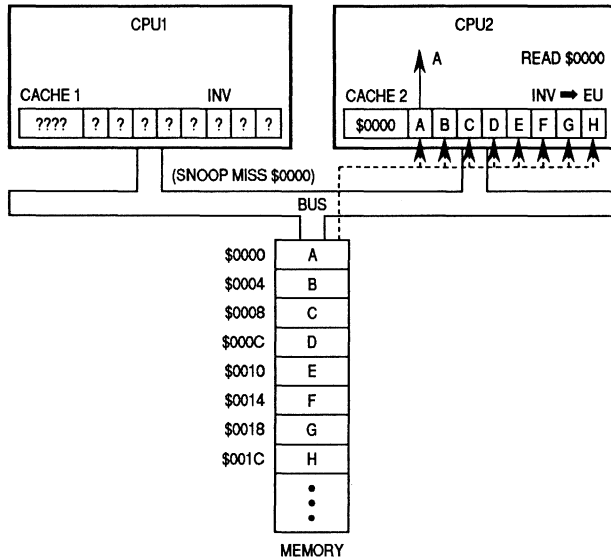 CPU1
CPU2
A
READ $0000
CACHE 1
INV
CACHE 2
INV ➡ EU
???? ? ? ? ? ? ? ? ?
$0000 A B C D E F G H
(SNOOP MISS $0000)
BUS
$0000 A
$0004 B
$0008 C
$000C D
$0010 E
$0014 F
$0018 G
$001C H
MEMORY